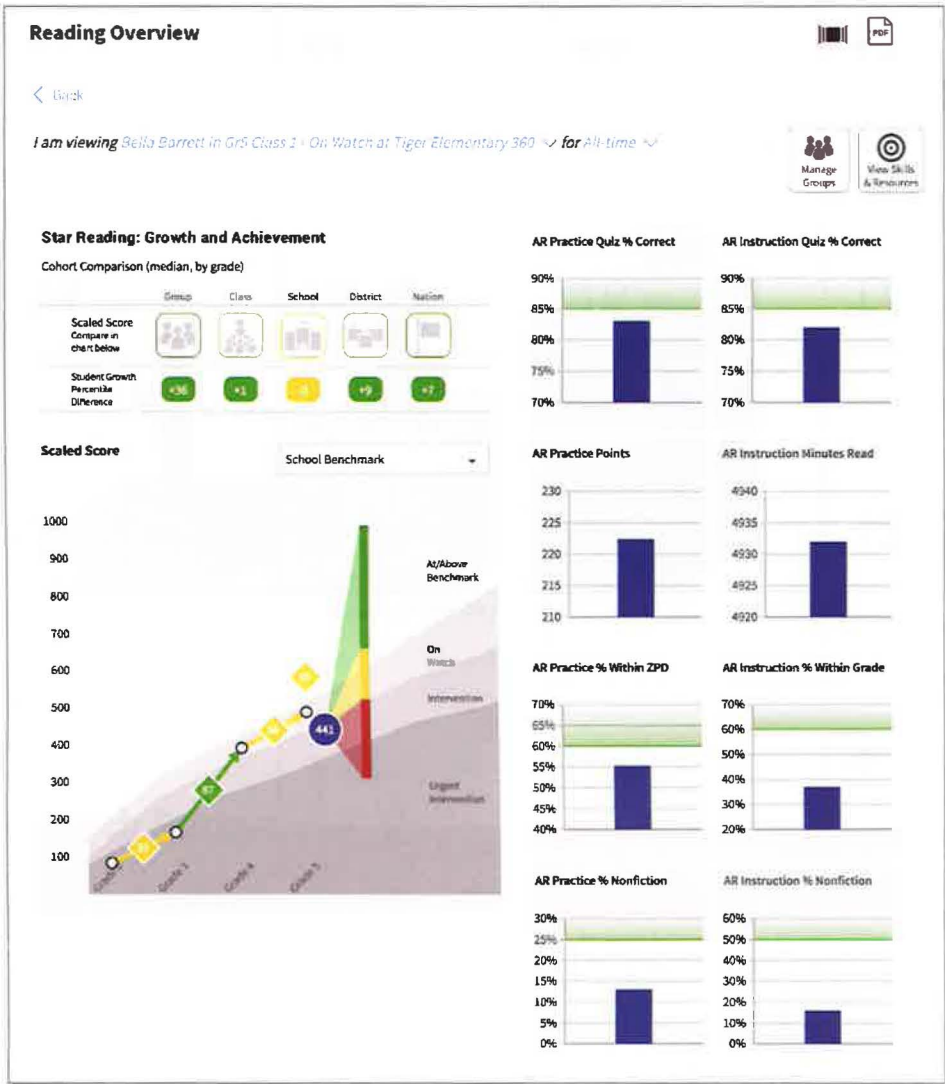 Reading Overview
PDF
Back
I am viewing Bella Barrett in Gr5 Class 1 - On Watch at Tiger Elementary 360 for All-time
Manage Groups
View Skills & Resources
Star Reading: Growth and Achievement
Cohort Comparison (median, by grade)
Group Class School District Nation
Scaled Score
Compare in
chart below
Student Growth
Percentile
Difference
+36 +1 +9 +7
Scaled Score
School Benchmark
1000
900
800
700
600
500
400
300
200
100
At/Above
Benchmark
On
Watch
Intervention
Urgent
Intervention
441
87
Grade 3
Grade 4
Grade 5
AR Practice Quiz % Correct
90%
85%
80%
75%
70%
AR Instruction Quiz % Correct
90%
85%
80%
75%
70%
AR Practice Points
230
225
220
215
210
AR Instruction Minutes Read
4940
4935
4930
4925
4920
AR Practice % Within ZPD
70%
65%
60%
55%
50%
45%
40%
AR Instruction % Within Grade
70%
60%
50%
40%
30%
20%
AR Practice % Nonfiction
30%
25%
20%
15%
10%
5%
0%
AR Instruction % Nonfiction
60%
50%
40%
30%
20%
10%
0%